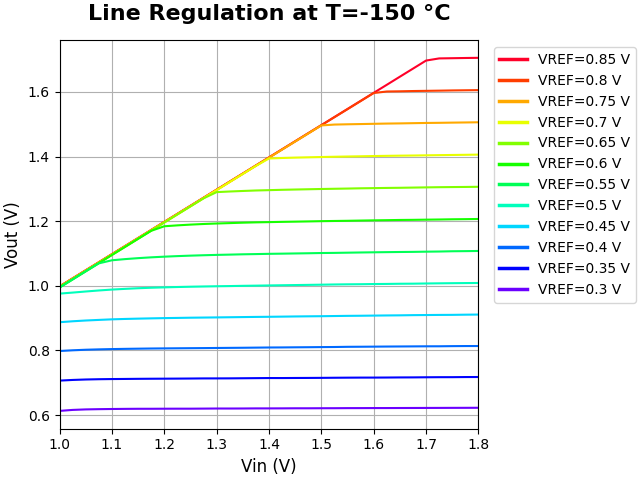 Line Regulation at T=-150 °C
Vout (V)
1.6
1.4
1.2
1.0
0.8
0.6
1.0 1.1 1.2 1.3 1.4 1.5 1.6 1.7 1.8
Vin (V)
VREF=0.85 V
VREF=0.8 V
VREF=0.75 V
VREF=0.7 V
VREF=0.65 V
VREF=0.6 V
VREF=0.55 V
VREF=0.5 V
VREF=0.45 V
VREF=0.4 V
VREF=0.35 V
VREF=0.3 V